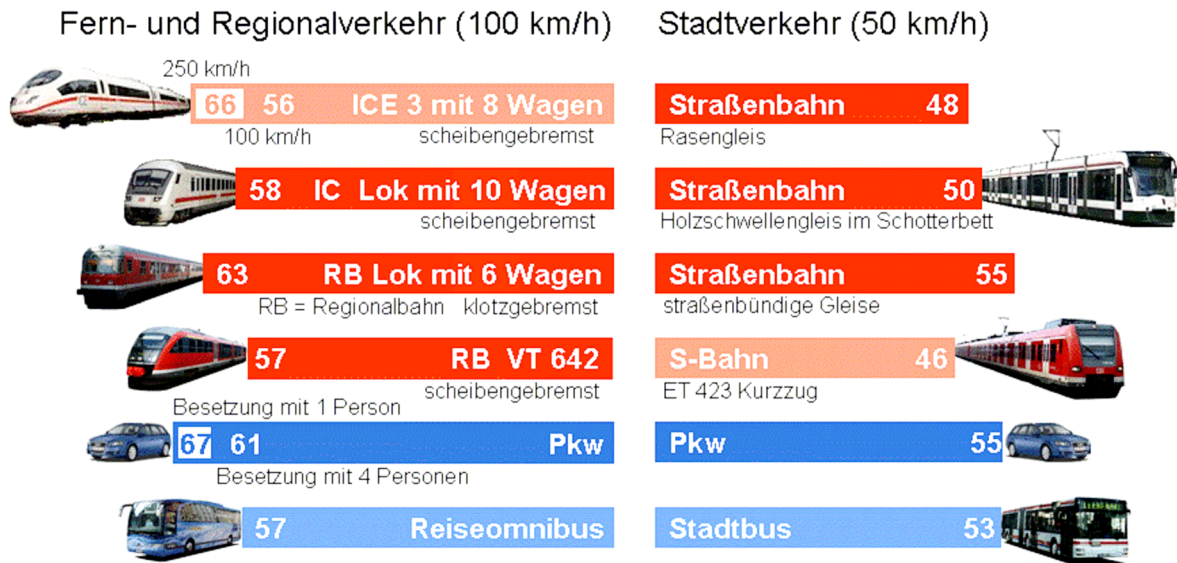 Fern- und Regionalverkehr (100 km/h)
250 km/h
66 56 ICE 3 mit 8 Wagen
100 km/h scheibengebremst
58 IC Lok mit 10 Wagen
scheibengebremst
63 RB Lok mit 6 Wagen
RB = Regionalbahn klotzgebremst
57 RB VT 642
scheibengebremst
Besetzung mit 1 Person
67 61 Pkw
Besetzung mit 4 Personen
57 Reiseomnibus
Stadtverkehr (50 km/h)
Straßenbahn 48
Rasengleis
Straßenbahn 50
Holzschwellengleis im Schotterbett
Straßenbahn 55
straßenbündige Gleise
S-Bahn 46
ET 423 Kurzzug
Pkw 55
Stadtbus 53